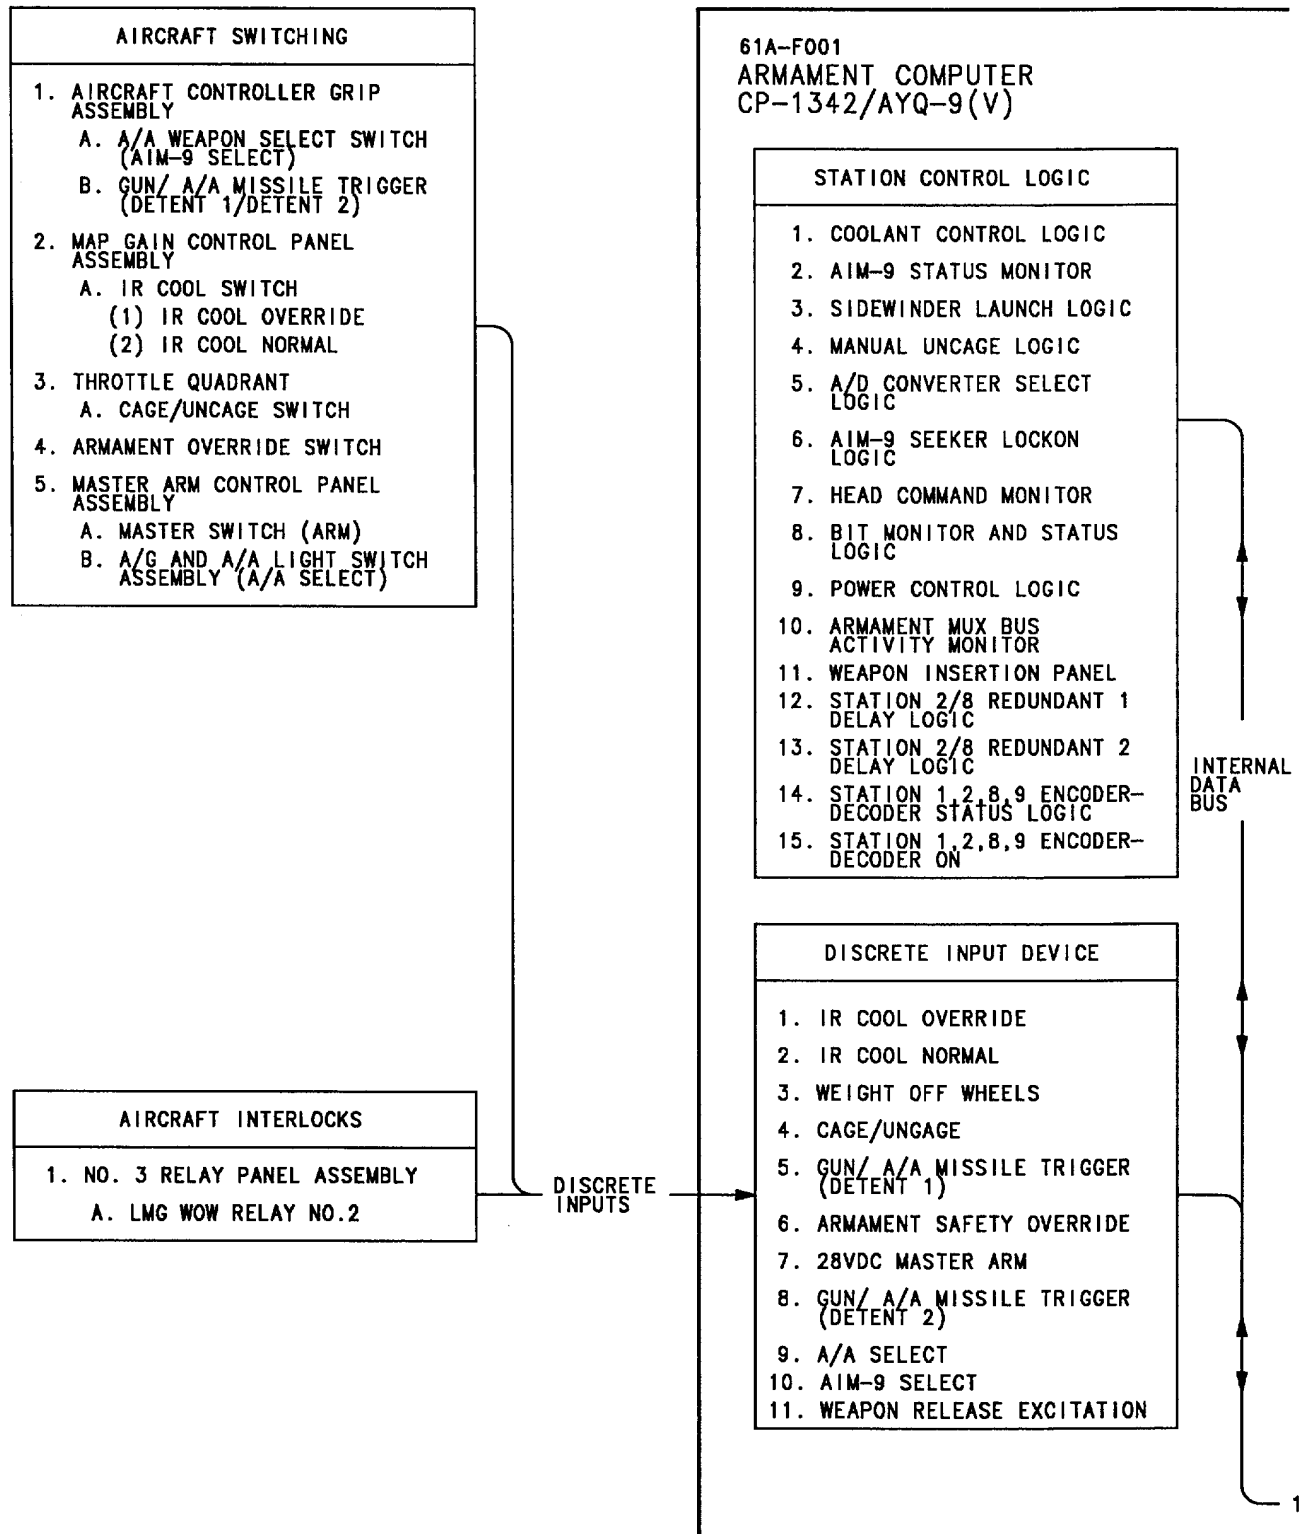 AIRCRAFT SWITCHING
1. AIRCRAFT CONTROLLER GRIP
ASSEMBLY
A. A/A WEAPON SELECT SWITCH
(AIM-9 SELECT)
B. GUN/ A/A MISSILE TRIGGER
(DETENT 1/DETENT 2)
2. MAP GAIN CONTROL PANEL
ASSEMBLY
A. IR COOL SWITCH
(1) IR COOL OVERRIDE
(2) IR COOL NORMAL
3. THROTTLE QUADRANT
A. CAGE/UNCAGE SWITCH
4. ARMAMENT OVERRIDE SWITCH
5. MASTER ARM CONTROL PANEL
ASSEMBLY
A. MASTER SWITCH (ARM)
B. A/G AND A/A LIGHT SWITCH
ASSEMBLY (A/A SELECT)
AIRCRAFT INTERLOCKS
1. NO. 3 RELAY PANEL ASSEMBLY
A. LMG WOW RELAY NO.2
DISCRETE
INPUTS
61A-F001
ARMAMENT COMPUTER
CP-1342/AYQ-9(V)
STATION CONTROL LOGIC
1. COOLANT CONTROL LOGIC
2. AIM-9 STATUS MONITOR
3. SIDEWINDER LAUNCH LOGIC
4. MANUAL UNCAGE LOGIC
5. A/D CONVERTER SELECT
LOGIC
6. AIM-9 SEEKER LOCKON
LOGIC
7. HEAD COMMAND MONITOR
8. BIT MONITOR AND STATUS
LOGIC
9. POWER CONTROL LOGIC
10. ARMAMENT MUX BUS
ACTIVITY MONITOR
11. WEAPON INSERTION PANEL
12. STATION 2/8 REDUNDANT 1
DELAY LOGIC
13. STATION 2/8 REDUNDANT 2
DELAY LOGIC
14. STATION 1,2,8,9 ENCODER-
DECODER STATUS LOGIC
15. STATION 1,2,8,9 ENCODER-
DECODER ON
DISCRETE INPUT DEVICE
1. IR COOL OVERRIDE
2. IR COOL NORMAL
3. WEIGHT OFF WHEELS
4. CAGE/UNGAGE
5. GUN/ A/A MISSILE TRIGGER
(DETENT 1)
6. ARMAMENT SAFETY OVERRIDE
7. 28VDC MASTER ARM
8. GUN/ A/A MISSILE TRIGGER
(DETENT 2)
9. A/A SELECT
10. AIM-9 SELECT
11. WEAPON RELEASE EXCITATION
INTERNAL
DATA
BUS
1